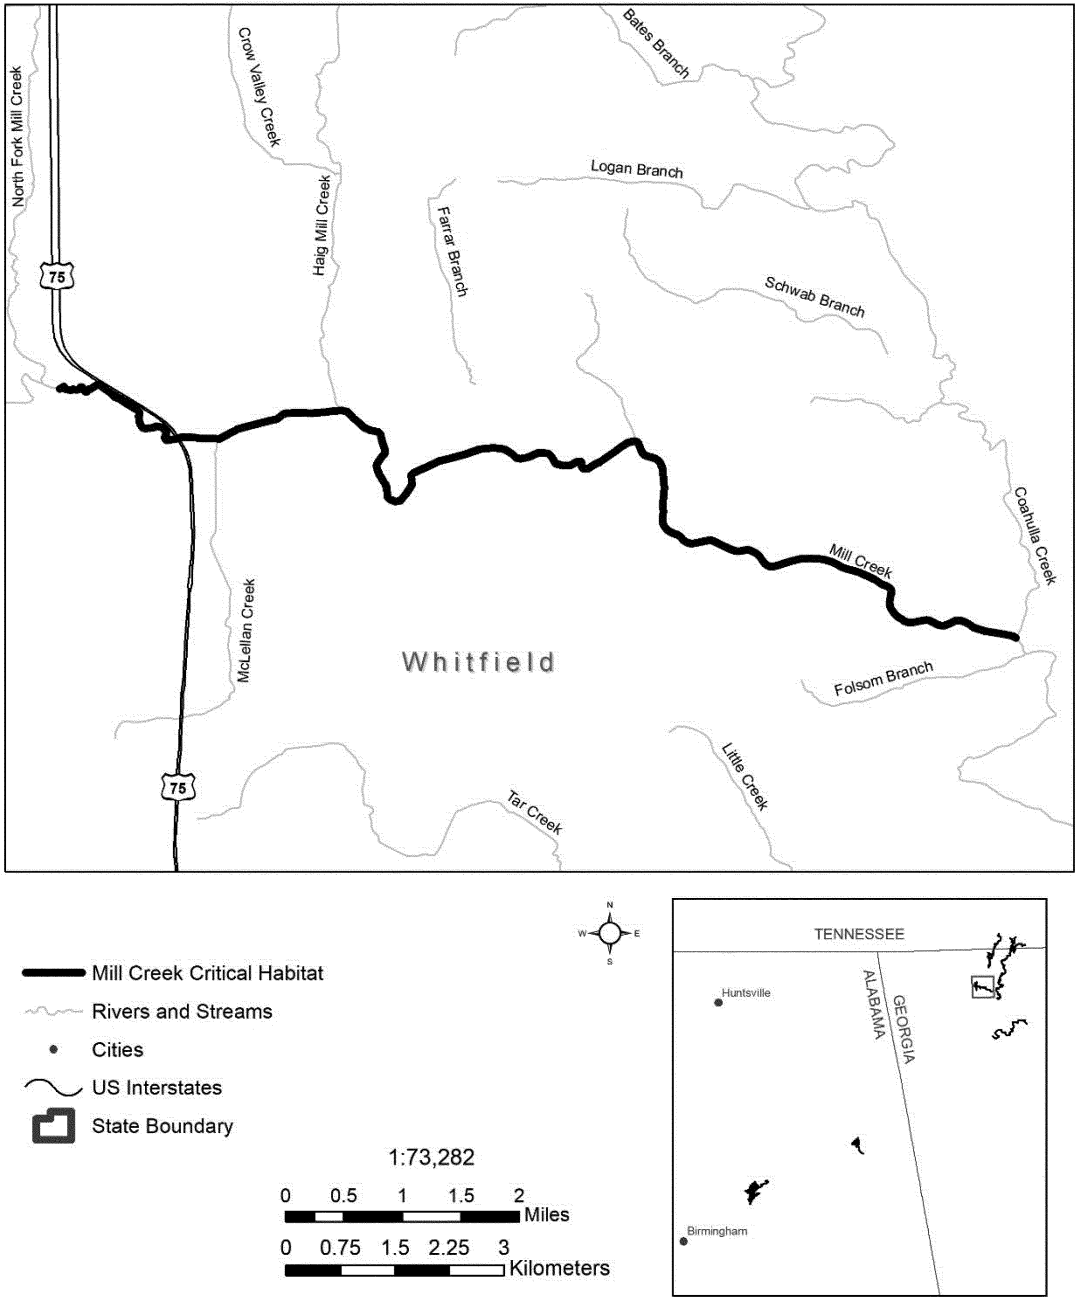 Bates Branch
Crow Valley Creek
North Fork Mill Creek
Logan Branch
Haig Mill Creek
Farrar Branch
75
Schwab Branch
Coahulla Creek
Mill Creek
McLellan Creek
Whitfield
Folsom Branch
Little Creek
75
Tar Creek
N
W E
S
TENNESSEE
Huntsville
ALABAMA
GEORGIA
Birmingham
Mill Creek Critical Habitat
Rivers and Streams
Cities
US Interstates
State Boundary
1:73,282
0 0.5 1 1.5 2
Miles
0 0.75 1.5 2.25 3
Kilometers